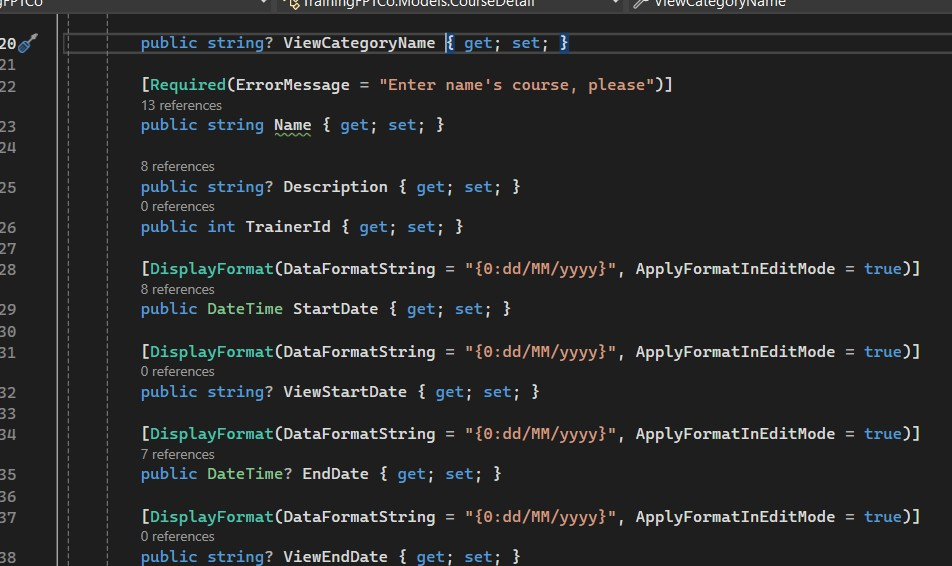 TrainingFPTCo.Models.CourseDetail
ViewCategoryName
20 public string? ViewCategoryName { get; set; }
21
22 [Required(ErrorMessage = "Enter name's course, please")]
13 references
23 public string Name { get; set; }
24
8 references
25 public string? Description { get; set; }
0 references
26 public int TrainerId { get; set; }
27
28 [DisplayFormat(DataFormatString = "{0:dd/MM/yyyy}", ApplyFormatInEditMode = true)]
8 references
29 public DateTime StartDate { get; set; }
30
31 [DisplayFormat(DataFormatString = "{0:dd/MM/yyyy}", ApplyFormatInEditMode = true)]
0 references
32 public string? ViewStartDate { get; set; }
33
34 [DisplayFormat(DataFormatString = "{0:dd/MM/yyyy}", ApplyFormatInEditMode = true)]
7 references
35 public DateTime? EndDate { get; set; }
36
37 [DisplayFormat(DataFormatString = "{0:dd/MM/yyyy}", ApplyFormatInEditMode = true)]
0 references
38 public string? ViewEndDate { get; set; }